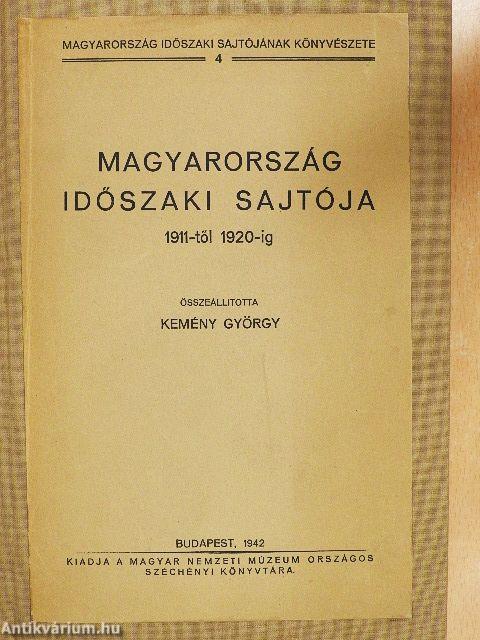 MAGYARORSZÁG IDŐSZAKI SAJTÓJÁNAK KÖNYVÉSZETE
4
MAGYARORSZÁG
IDŐSZAKI SAJTÓJA
1911-től 1920-ig
ÖSSZEÁLLITOTTA
KEMÉNY GYÖRGY
BUDAPEST, 1942
KIADJA A MAGYAR NEMZETI MÚZEUM ORSZÁGOS
SZÉCHÉNYI KÖNYVTÁRA.
Antikvárium.hu